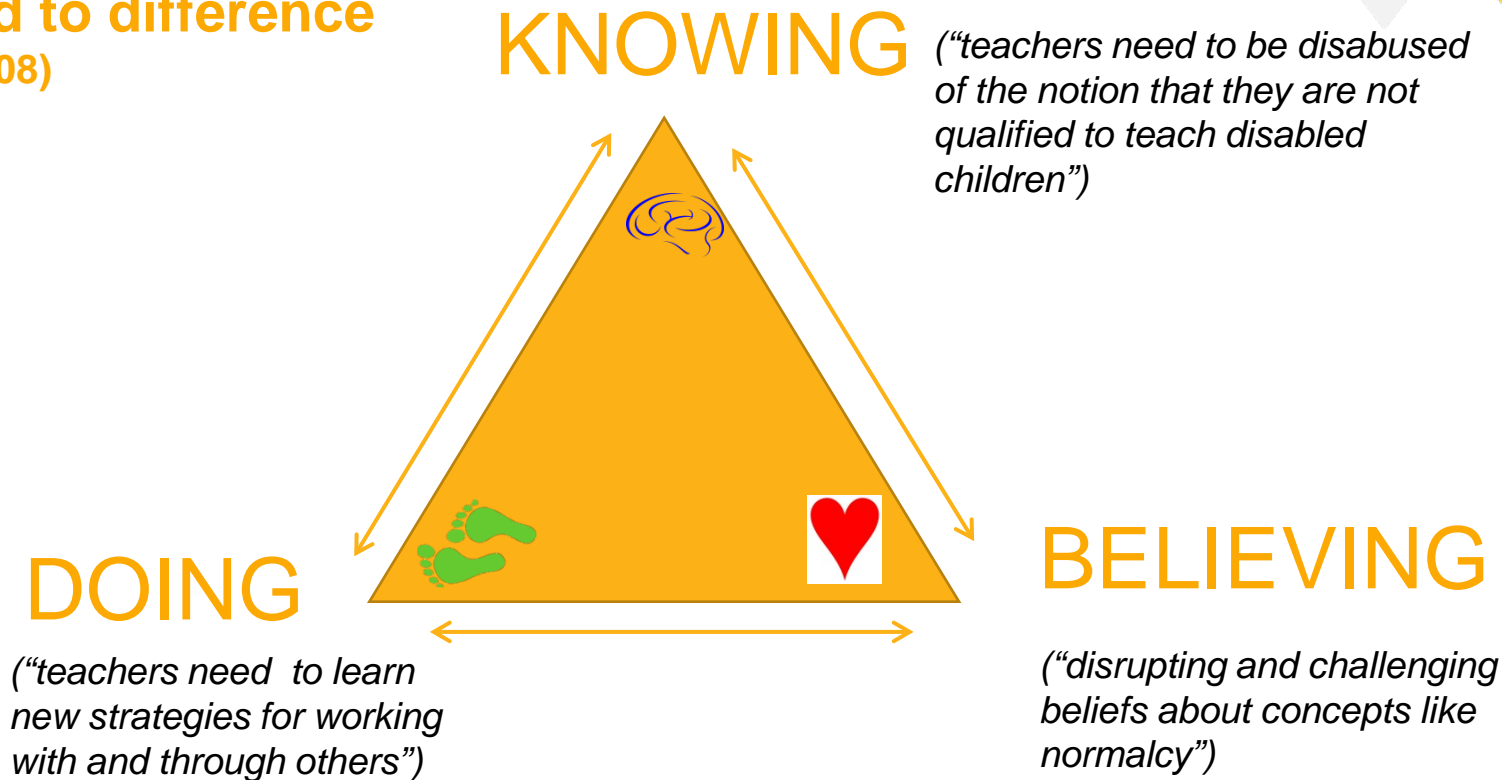 to difference
KNOWING
(“teachers need to be disabused
of the notion that they are not
qualified to teach disabled
children”)
DOING
(“teachers need  to learn
new strategies for working
with and through others”)
BELIEVING
(“disrupting and challenging
beliefs about concepts like
normalcy”)